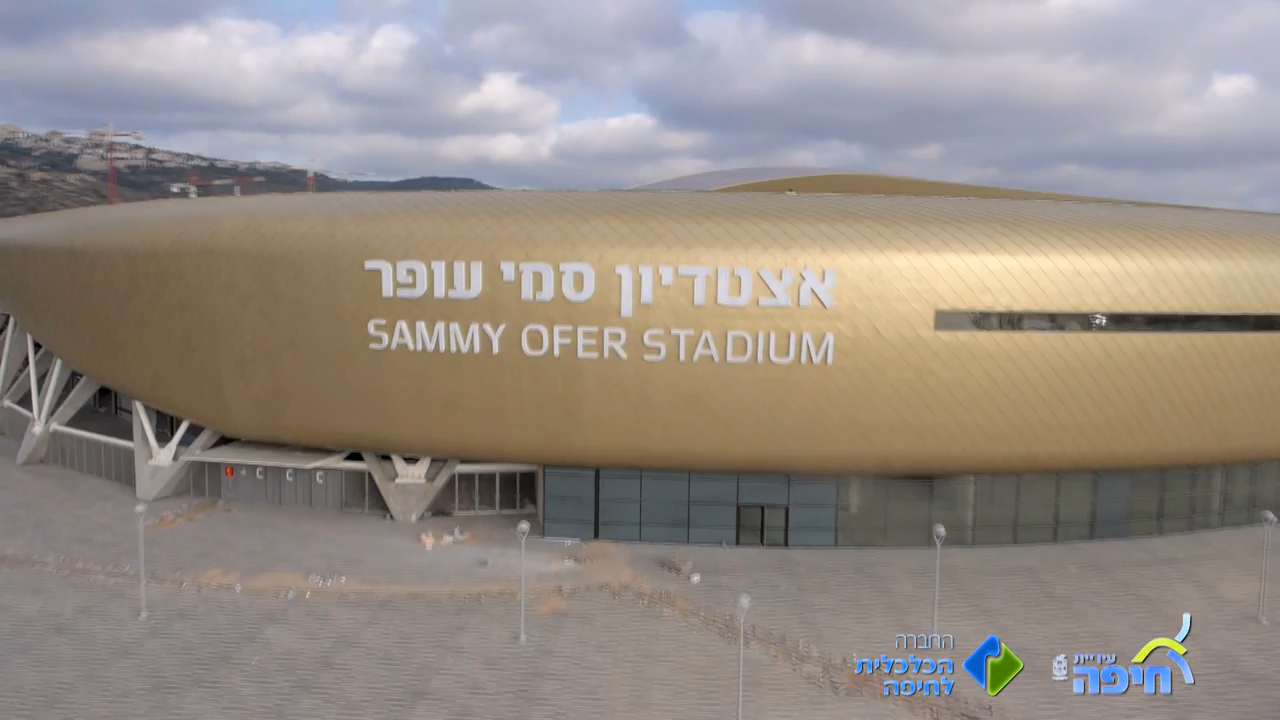 אצטדיון סמי עופר
SAMMY OFER STADIUM
החברה
הכלכלית
לחיפה
עיריית
חיפה